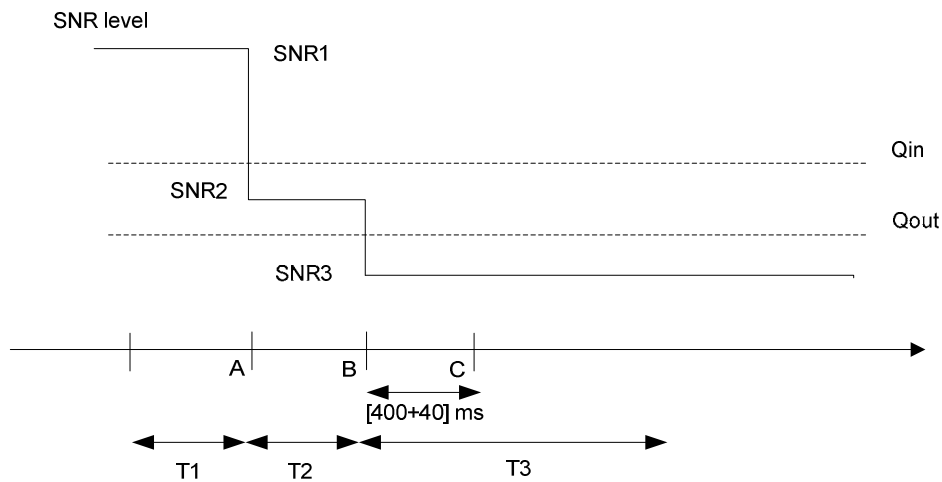 SNR level
SNR1
Qin
SNR2
Qout
SNR3
A
B
C
[400+40] ms
T1
T2
T3